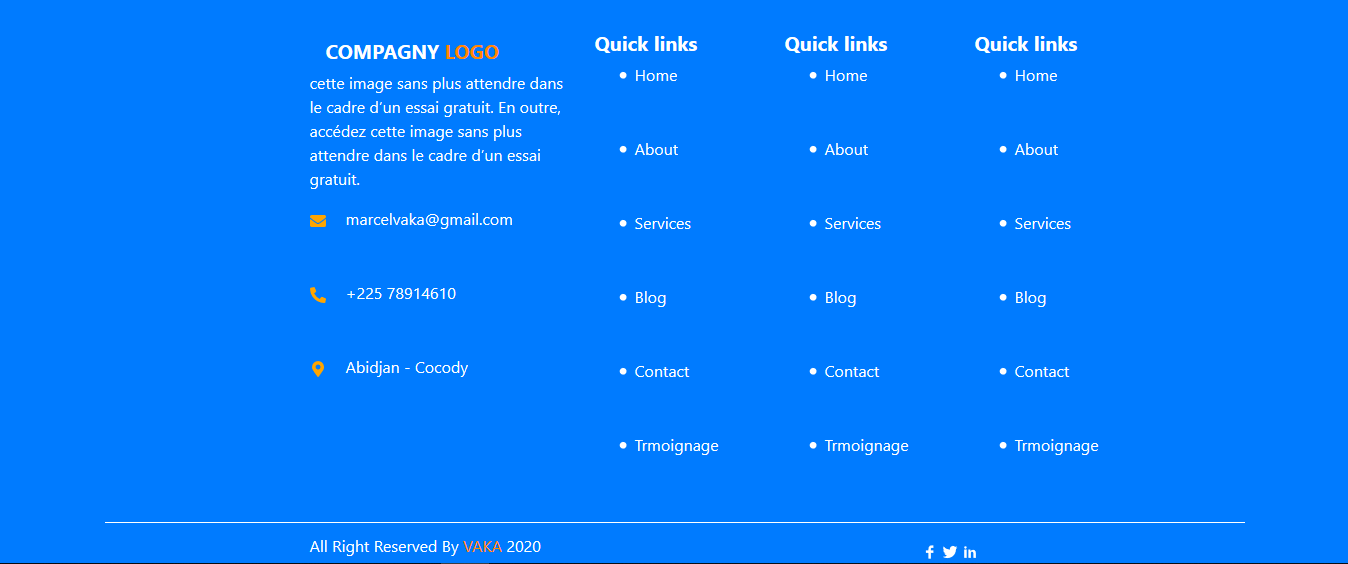 COMPAGNY LOGO
cette image sans plus attendre dans
le cadre d’un essai gratuit. En outre,
accédez cette image sans plus
attendre dans le cadre d’un essai
gratuit.
marcelvaka@gmail.com
+225 78914610
Abidjan - Cocody
Quick links
Home
About
Services
Blog
Contact
Trmoignage
Quick links
Home
About
Services
Blog
Contact
Trmoignage
Quick links
Home
About
Services
Blog
Contact
Trmoignage
All Right Reserved By VAKA 2020